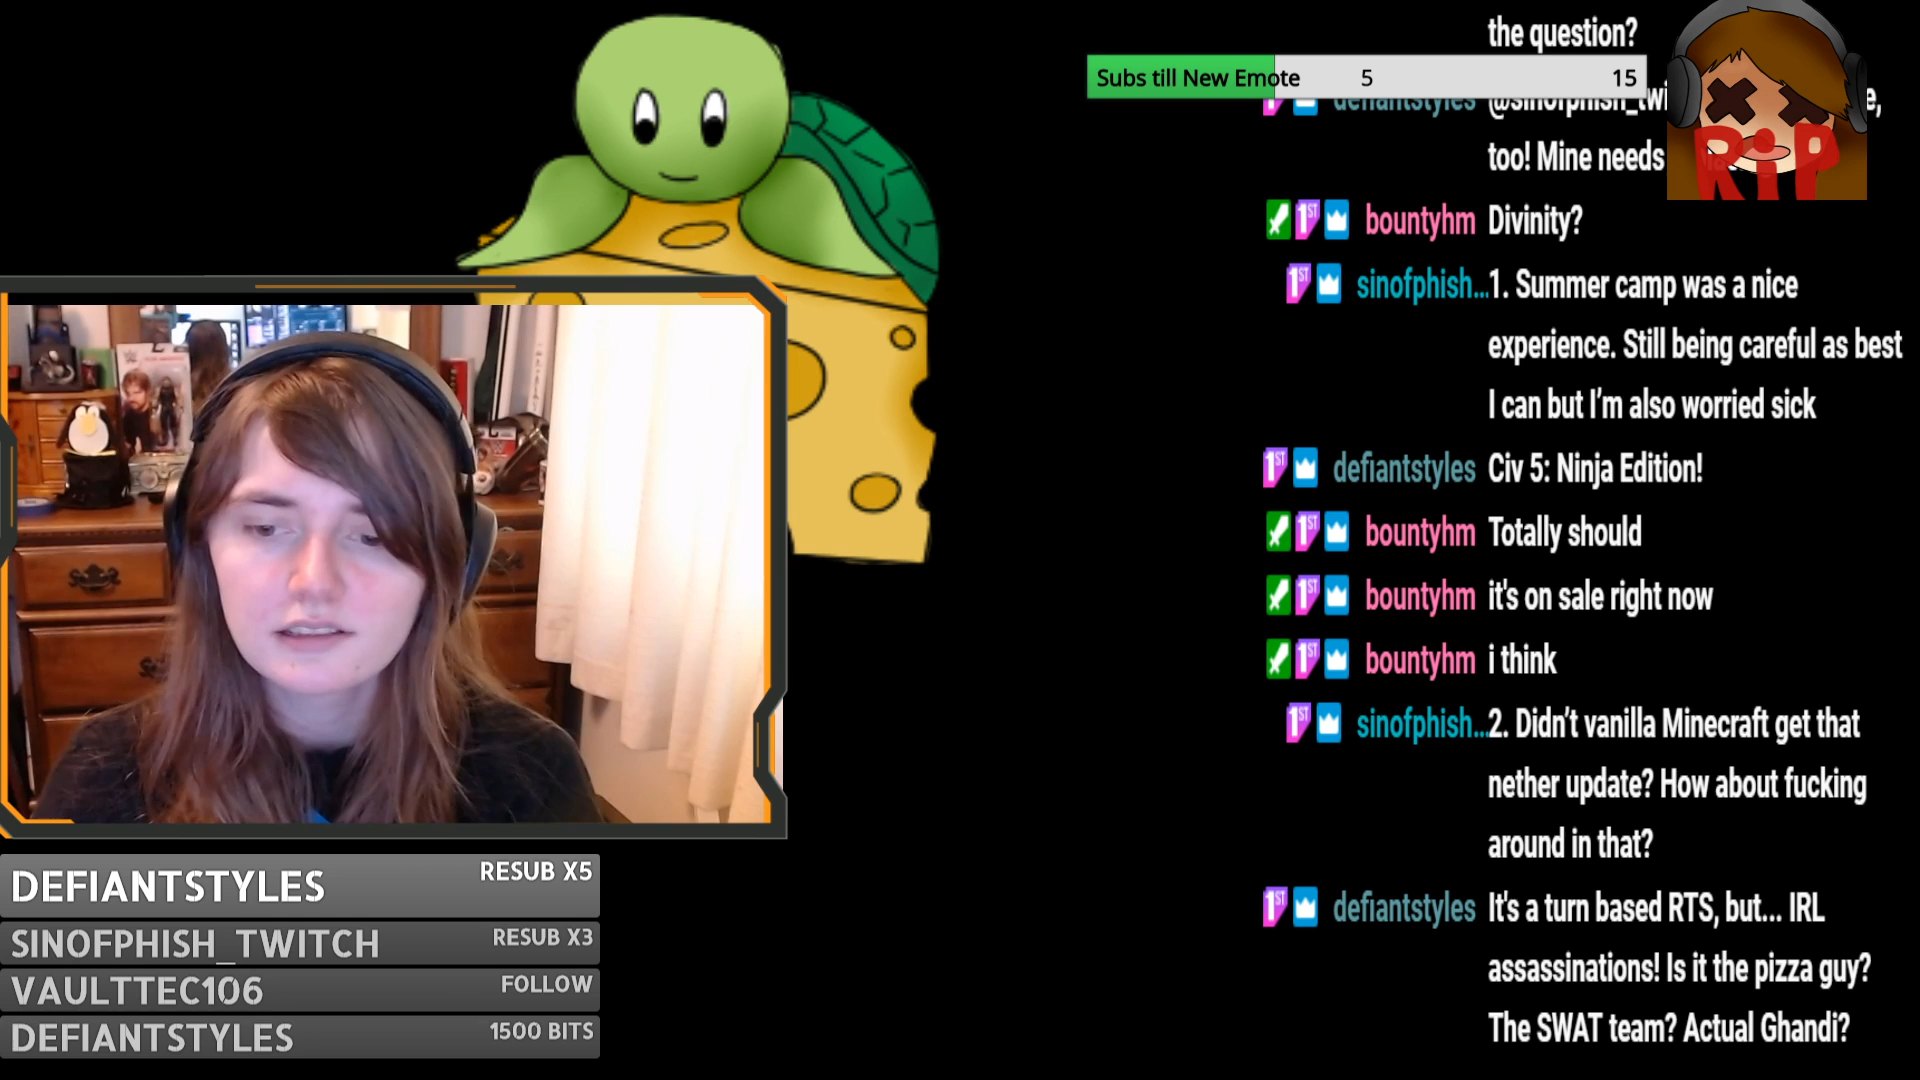 the question?
Subs till New Emote 5 15
defiantstyles @sinofphish_twi e,
too! Mine needs
RIP
bountyhm Divinity?
sinofphish... 1. Summer camp was a nice
experience. Still being careful as best
I can but I'm also worried sick
defiantstyles Civ 5: Ninja Edition!
bountyhm Totally should
bountyhm it's on sale right now
bountyhm i think
sinofphish... 2. Didn't vanilla Minecraft get that
nether update? How about fucking
around in that?
defiantstyles It's a turn based RTS, but... IRL
assassinations! Is it the pizza guy?
The SWAT team? Actual Ghandi?
DEFIANTSTYLES RESUB X5
SINOFPHISH_TWITCH RESUB X3
VAULTTEC106 FOLLOW
DEFIANTSTYLES 1500 BITS